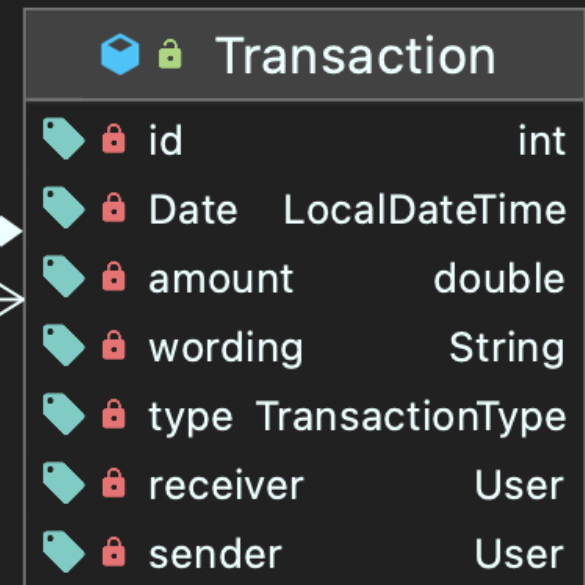 Transaction
id int
Date LocalDateTime
amount double
wording String
type TransactionType
receiver User
sender User